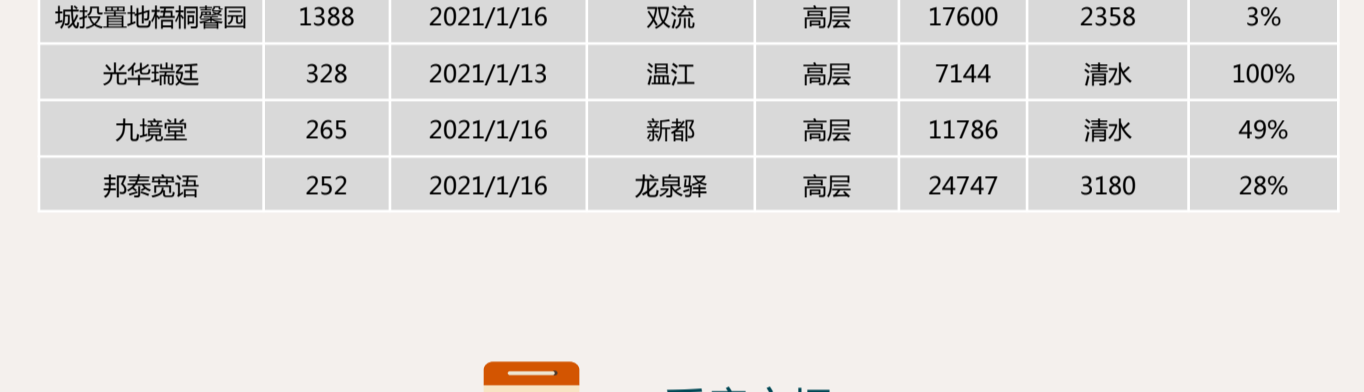 城投置地梧桐馨园 1388 2021/1/16 双流 高层 17600 2358 3%
光华瑞廷 328 2021/1/13 温江 高层 7144 清水 100%
九境堂 265 2021/1/16 新都 高层 11786 清水 49%
邦泰宽语 252 2021/1/16 龙泉驿 高层 24747 3180 28%